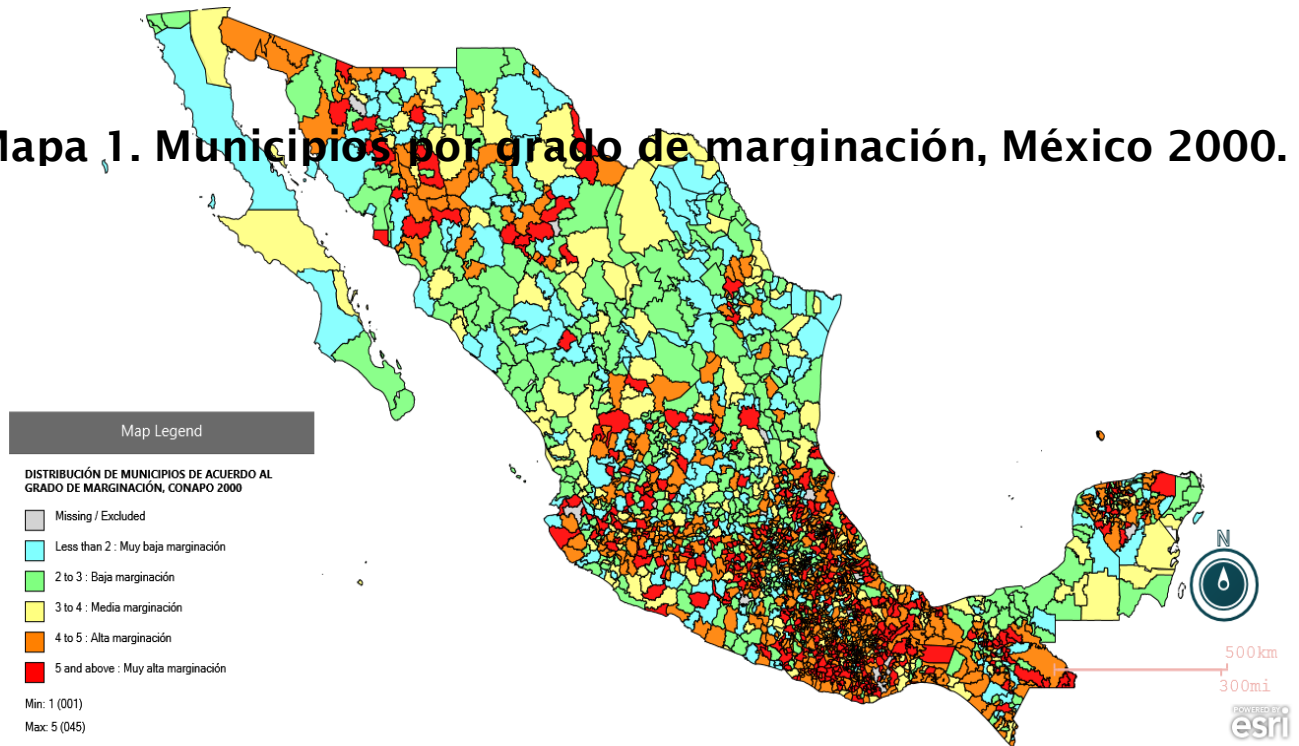 Mapa 1. Municipios por grado de marginación, México 2000.
Map Legend
DISTRIBUCIÓN DE MUNICIPIOS DE ACUERDO AL
GRADO DE MARGINACIÓN, CONAPO 2000
Missing / Excluded
Less than 2 : Muy baja marginación
2 to 3 : Baja marginación
3 to 4 : Media marginación
4 to 5 : Alta marginación
5 and above : Muy alta marginación
Min: 1 (001)
Max: 5 (045)
N
500km
300mi
POWERED BY
esri